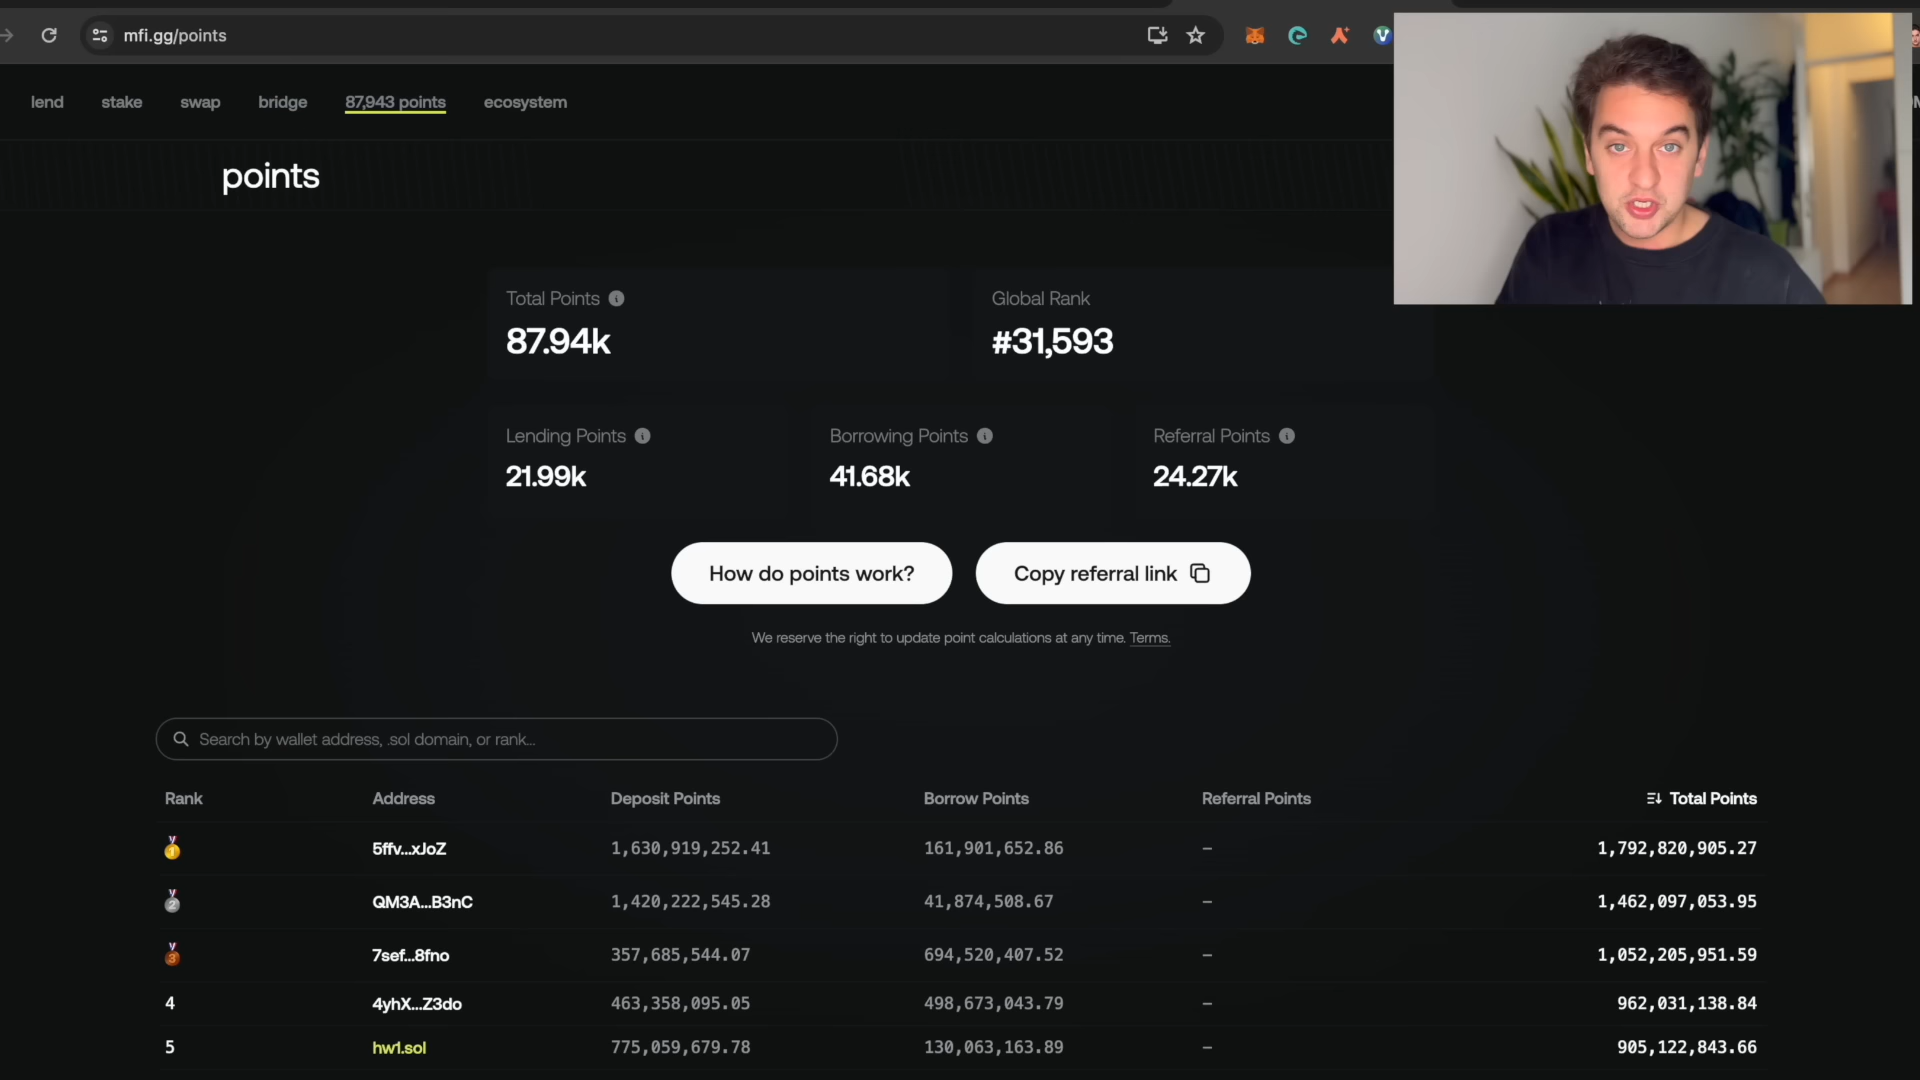 mfi.gg/points
lend stake swap bridge 87,943 points ecosystem
points
Total Points Global Rank
87.94k #31,593
Lending Points Borrowing Points Referral Points
21.99k 41.68k 24.27k
How do points work? Copy referral link
We reserve the right to update point calculations at any time. Terms.
Search by wallet address, .sol domain, or rank...
Rank Address Deposit Points Borrow Points Referral Points Total Points
1 5ffv...xJoZ 1,630,919,252.41 161,901,652.86 – 1,792,820,905.27
2 QM3A...B3nC 1,420,222,545.28 41,874,508.67 – 1,462,097,053.95
3 7sef...8fno 357,685,544.07 694,520,407.52 – 1,052,205,951.59
4 4yhX...Z3do 463,358,095.05 498,673,043.79 – 962,031,138.84
5 hw1.sol 775,059,679.78 130,063,163.89 – 905,122,843.66